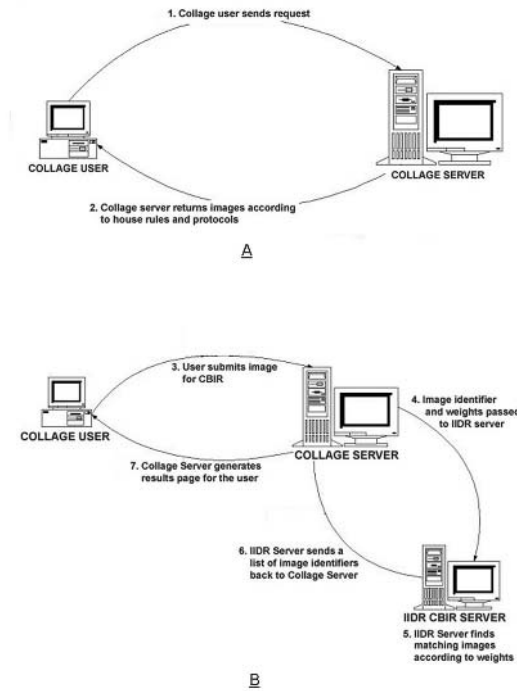 1. Collage user sends request
COLLAGE USER
COLLAGE SERVER
2. Collage server returns images according
to house rules and protocols
A
3. User submits image
for CBIR
4. Image identifier
and weights passed
to IIDR server
COLLAGE USER
COLLAGE SERVER
7. Collage Server generates
results page for the user
6. IIDR Server sends a
list of image identifiers
back to Collage Server
IIDR CBIR SERVER
5. IIDR Server finds
matching images
according to weights
B